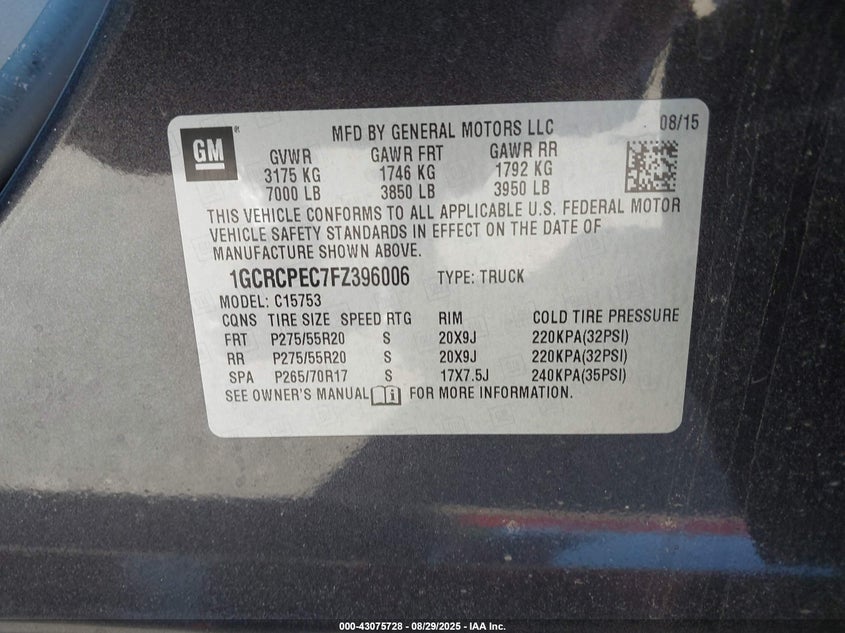 GM
MFD BY GENERAL MOTORS LLC 08/15
GVWR GAWR FRT GAWR RR
3175 KG 1746 KG 1792 KG
7000 LB 3850 LB 3950 LB
THIS VEHICLE CONFORMS TO ALL APPLICABLE U.S. FEDERAL MOTOR
VEHICLE SAFETY STANDARDS IN EFFECT ON THE DATE OF
MANUFACTURE SHOWN ABOVE.
1GCRCPEC7FZ396006 TYPE: TRUCK
MODEL: C15753
CQNS TIRE SIZE SPEED RTG RIM COLD TIRE PRESSURE
FRT P275/55R20 S 20X9J 220KPA(32PSI)
RR P275/55R20 S 20X9J 220KPA(32PSI)
SPA P265/70R17 S 17X7.5J 240KPA(35PSI)
SEE OWNER'S MANUAL FOR MORE INFORMATION.
000-43075728 - 08/29/2025 - IAA Inc.